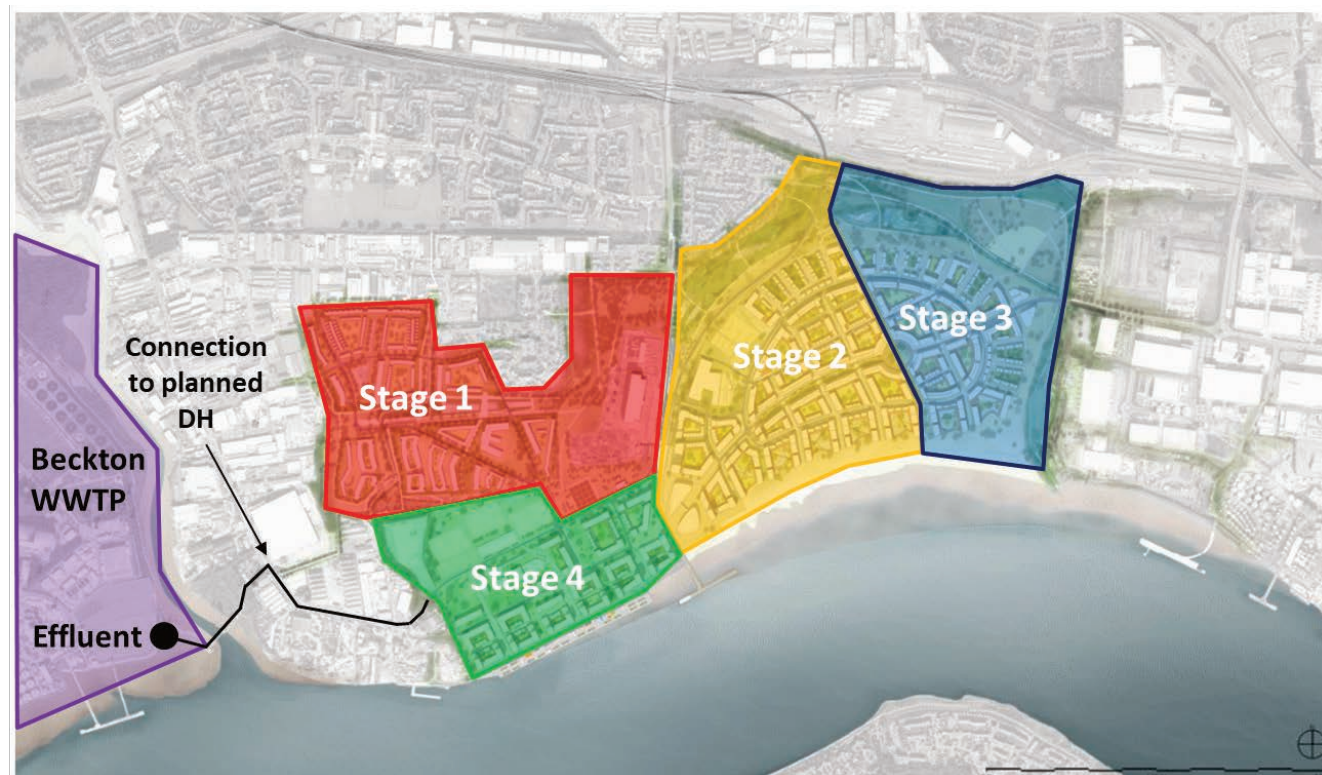 Connection
to planned
DH
Beckton
WWTP
Effluent
Stage 1
Stage 2
Stage 3
Stage 4